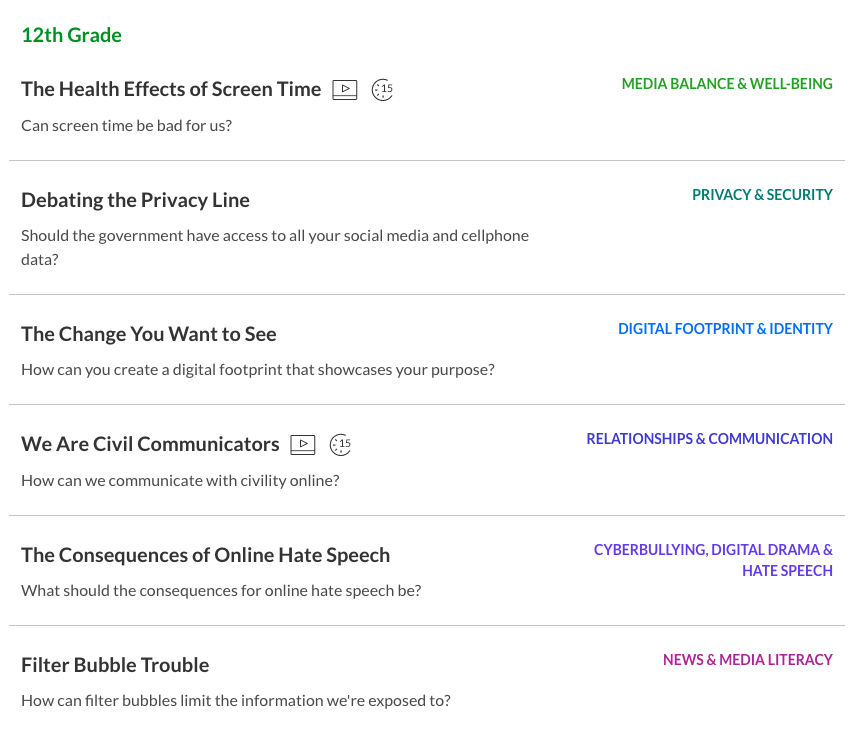 12th Grade
The Health Effects of Screen Time 15
MEDIA BALANCE & WELL-BEING
Can screen time be bad for us?
Debating the Privacy Line
PRIVACY & SECURITY
Should the government have access to all your social media and cellphone
data?
The Change You Want to See
DIGITAL FOOTPRINT & IDENTITY
How can you create a digital footprint that showcases your purpose?
We Are Civil Communicators 15
RELATIONSHIPS & COMMUNICATION
How can we communicate with civility online?
The Consequences of Online Hate Speech
CYBERBULLYING, DIGITAL DRAMA &
HATE SPEECH
What should the consequences for online hate speech be?
Filter Bubble Trouble
NEWS & MEDIA LITERACY
How can filter bubbles limit the information we're exposed to?